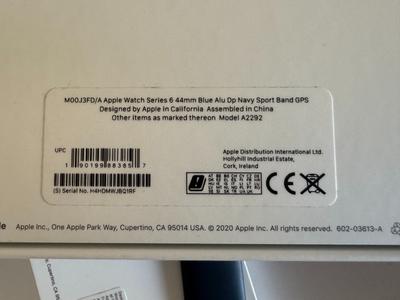 M00J3FD/A Apple Watch Series 6 44mm Blue Alu Dp Navy Sport Band GPS
Designed by Apple in California Assembled in China
Other items as marked thereon Model A2292
UPC
1 90199 88385 7
(S) Serial No. H4HDMWJBQ1RF
Apple Distribution International Ltd.
Hollyhill Industrial Estate,
Cork, Ireland
CE
Apple Inc., One Apple Park Way, Cupertino, CA 95014 USA. © 2020 Apple Inc. All rights reserved. 602-03613-A